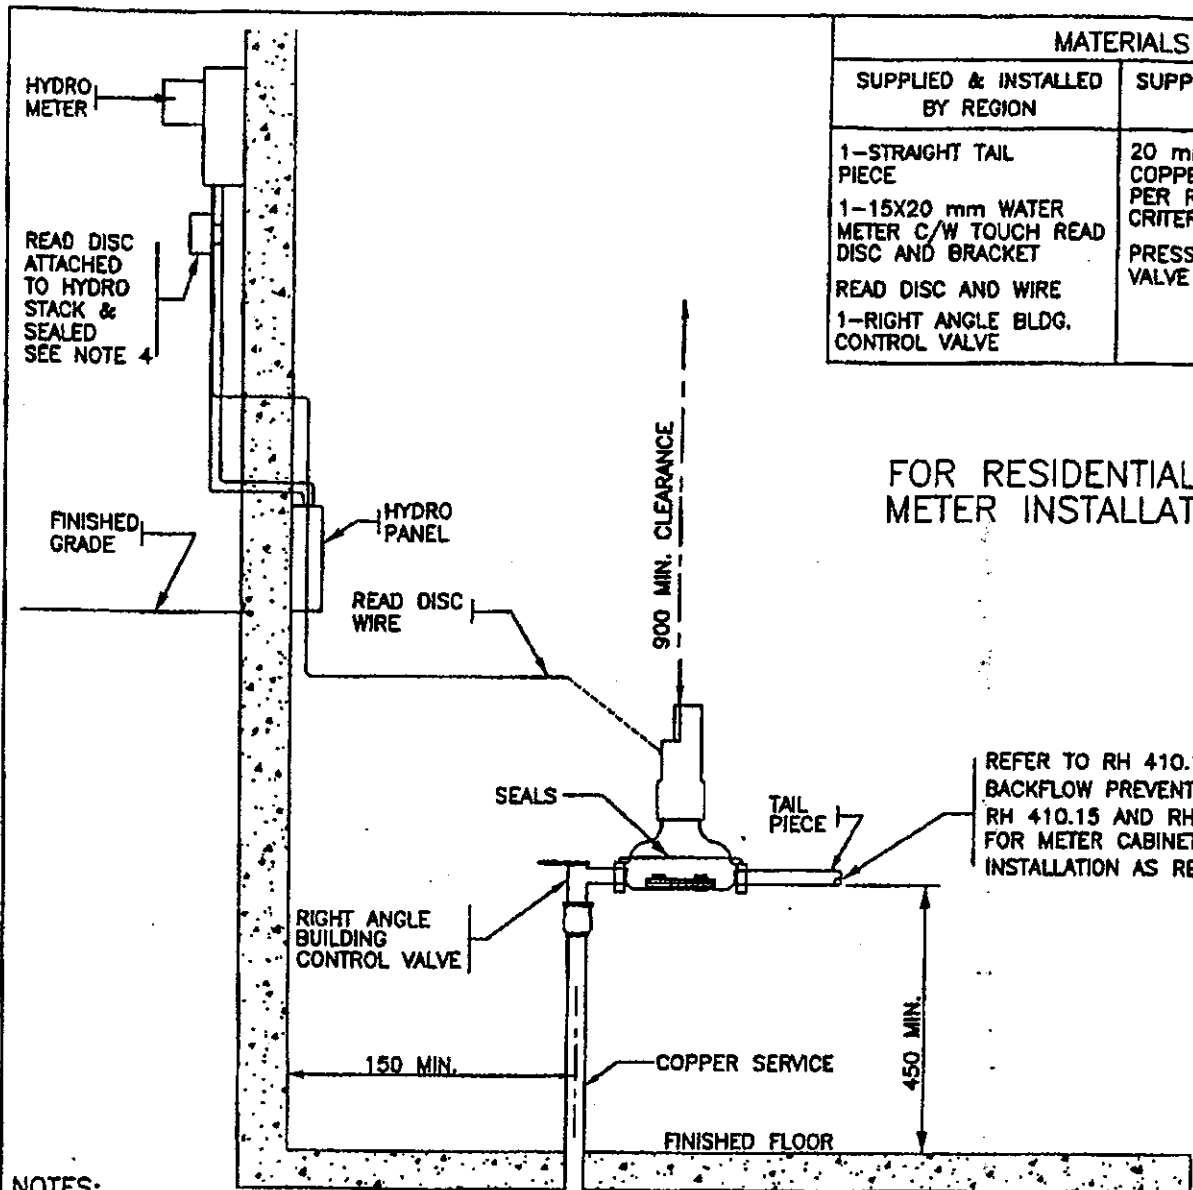 MATERIALS
SUPPLIED & INSTALLED
BY REGION
SUPP
1-STRAIGHT TAIL
PIECE
1-15X20 mm WATER
METER C/W TOUCH READ
DISC AND BRACKET
READ DISC AND WIRE
1-RIGHT ANGLE BLDG.
CONTROL VALVE
20 m
COPPE
PER R
CRITER
PRESS
VALVE
HYDRO
METER
READ DISC
ATTACHED
TO HYDRO
STACK &
SEALED
SEE NOTE 4
900 MIN. CLEARANCE
FOR RESIDENTIAL
METER INSTALLAT
FINISHED
GRADE
HYDRO
PANEL
READ DISC
WIRE
SEALS
TAIL
PIECE
REFER TO RH 410.
BACKFLOW PREVENT
RH 410.15 AND RH
FOR METER CABINE
INSTALLATION AS RE
RIGHT ANGLE
BUILDING
CONTROL VALVE
150 MIN.
COPPER SERVICE
450 MIN.
FINISHED FLOOR
NOTES: